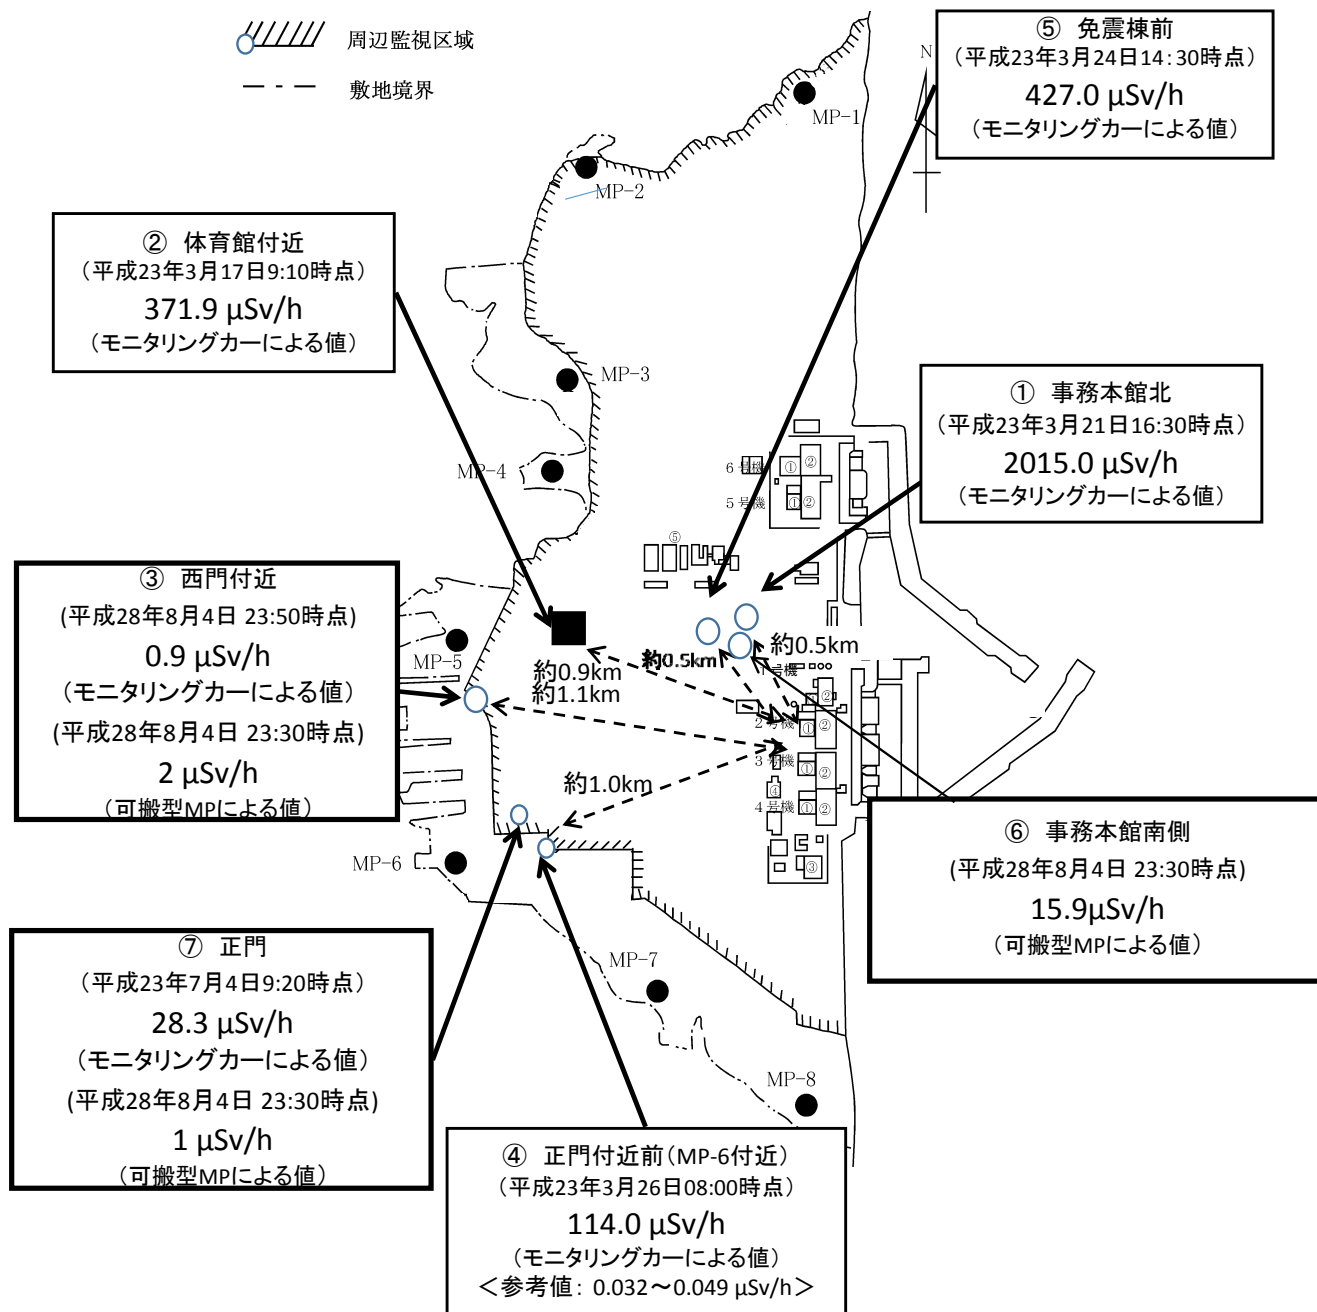 周辺監視区域
敷地境界
⑤ 免震棟前
(平成23年3月24日14:30時点)
427.0 μSv/h
(モニタリングカーによる値)
N
MP-1
MP-2
② 体育館付近
(平成23年3月17日9:10時点)
371.9 μSv/h
(モニタリングカーによる値)
MP-3
① 事務本館北
(平成23年3月21日16:30時点)
2015.0 μSv/h
(モニタリングカーによる値)
MP-4
6号機
① ②
5号機
① ②
⑤
③ 西門付近
(平成28年8月4日 23:50時点)
0.9 μSv/h
(モニタリングカーによる値)
(平成28年8月4日 23:30時点)
2 μSv/h
(可搬型MPによる値)
MP-5
約0.9km
約1.1km
約0.5km
約0.5km
1号機
②
2号機
① ②
3号機
① ②
④
4号機
① ②
③
約1.0km
MP-6
⑥ 事務本館南側
(平成28年8月4日 23:30時点)
15.9μSv/h
(可搬型MPによる値)
⑦ 正門
(平成23年7月4日9:20時点)
28.3 μSv/h
(モニタリングカーによる値)
(平成28年8月4日 23:30時点)
1 μSv/h
(可搬型MPによる値)
MP-7
MP-8
④ 正門付近前(MP-6付近)
(平成23年3月26日08:00時点)
114.0 μSv/h
(モニタリングカーによる値)
<参考値: 0.032～0.049 μSv/h>